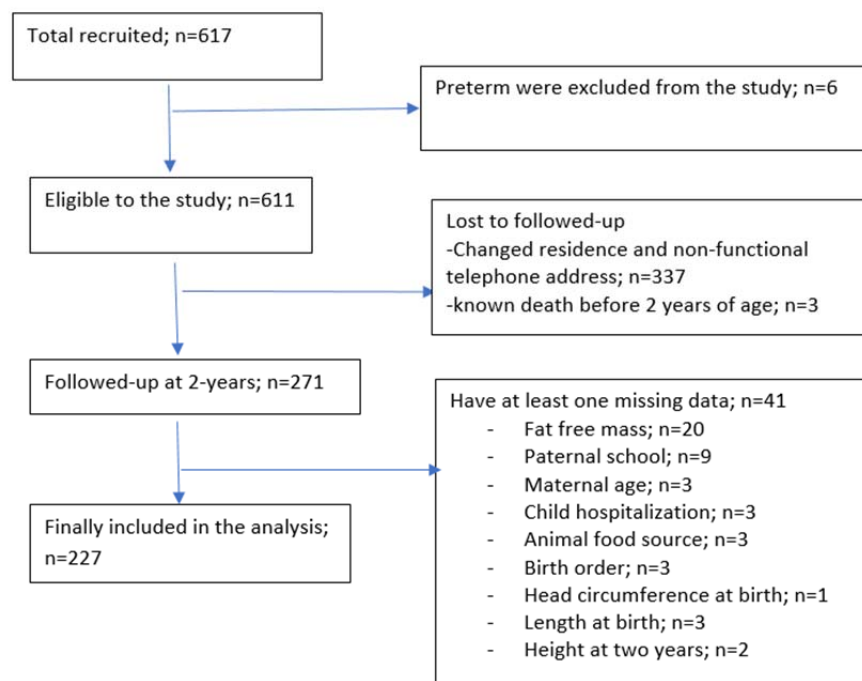 Total recruited; n=617
Preterm were excluded from the study; n=6
Eligible to the study; n=611
Lost to followed-up
-Changed residence and non-functional
telephone address; n=337
-known death before 2 years of age; n=3
Followed-up at 2-years; n=271
Have at least one missing data; n=41
- Fat free mass; n=20
- Paternal school; n=9
- Maternal age; n=3
- Child hospitalization; n=3
- Animal food source; n=3
- Birth order; n=3
- Head circumference at birth; n=1
- Length at birth; n=3
- Height at two years; n=2
Finally included in the analysis;
n=227